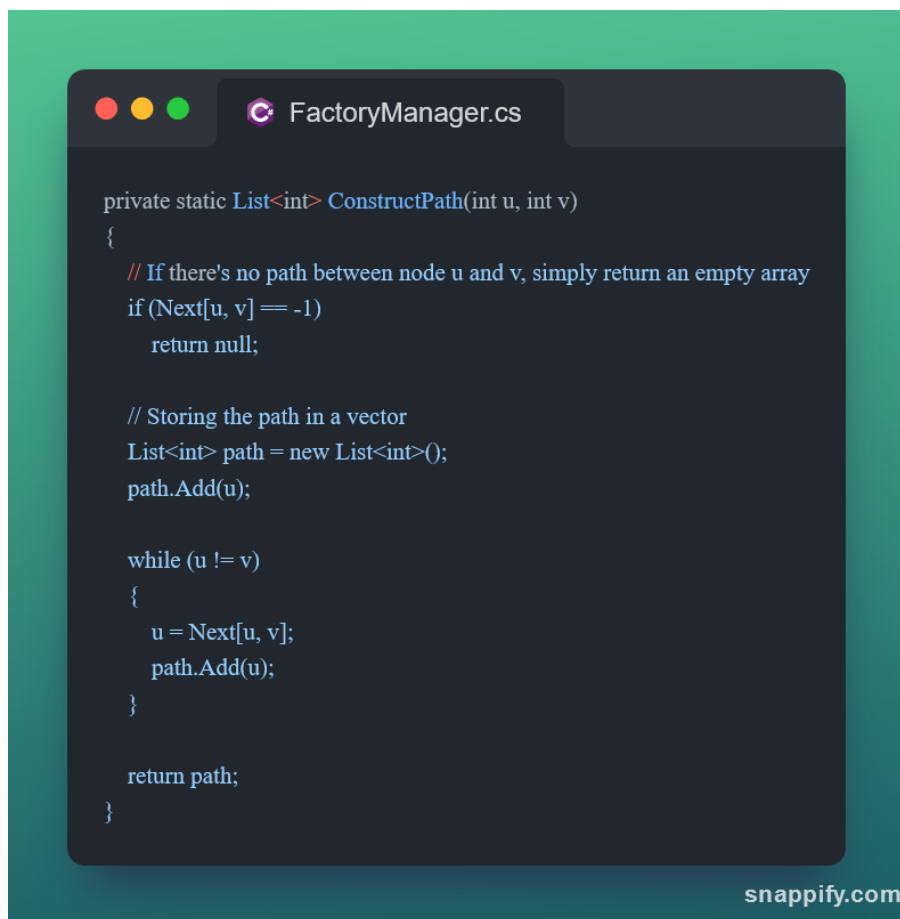 FactoryManager.cs
private static List<int> ConstructPath(int u, int v)
{
// If there's no path between node u and v, simply return an empty array
if (Next[u, v] == -1)
return null;
// Storing the path in a vector
List<int> path = new List<int>();
path.Add(u);
while (u != v)
{
u = Next[u, v];
path.Add(u);
}
return path;
}
snappify.com